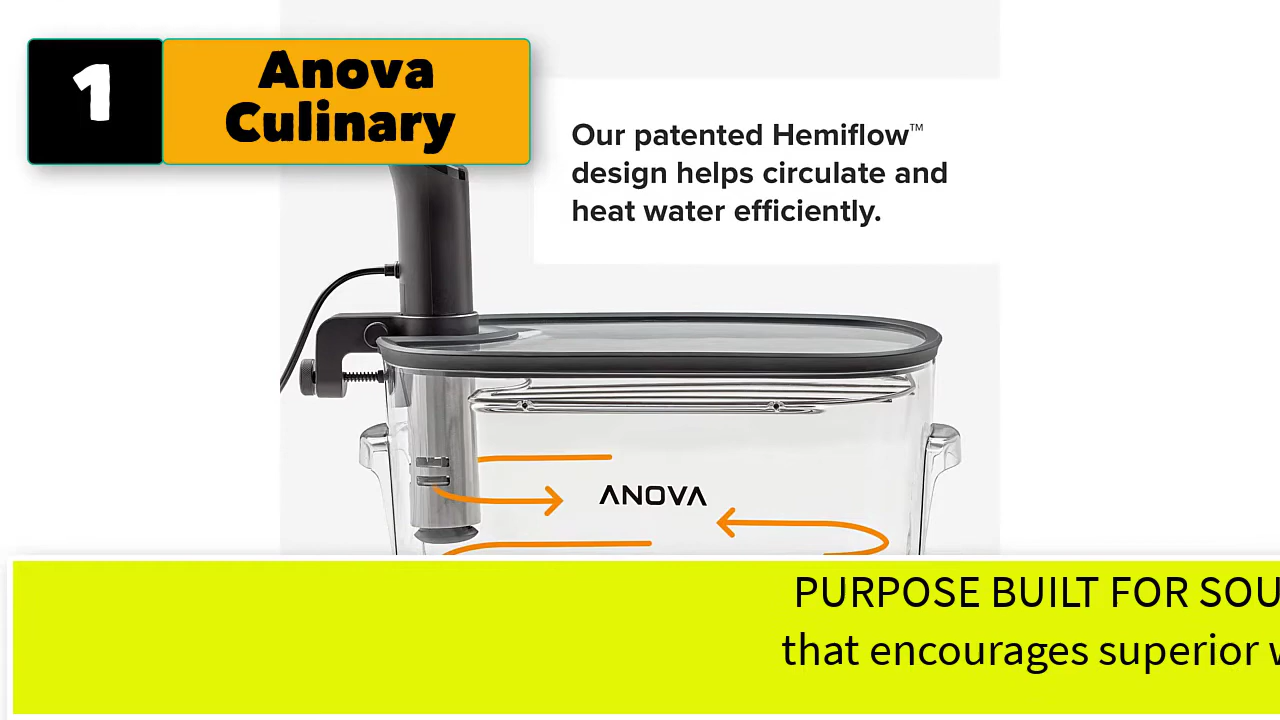 1
Anova
Culinary
Our patented Hemiflow™
design helps circulate and
heat water efficiently.
ANOVA
PURPOSE BUILT FOR SOU
that encourages superior